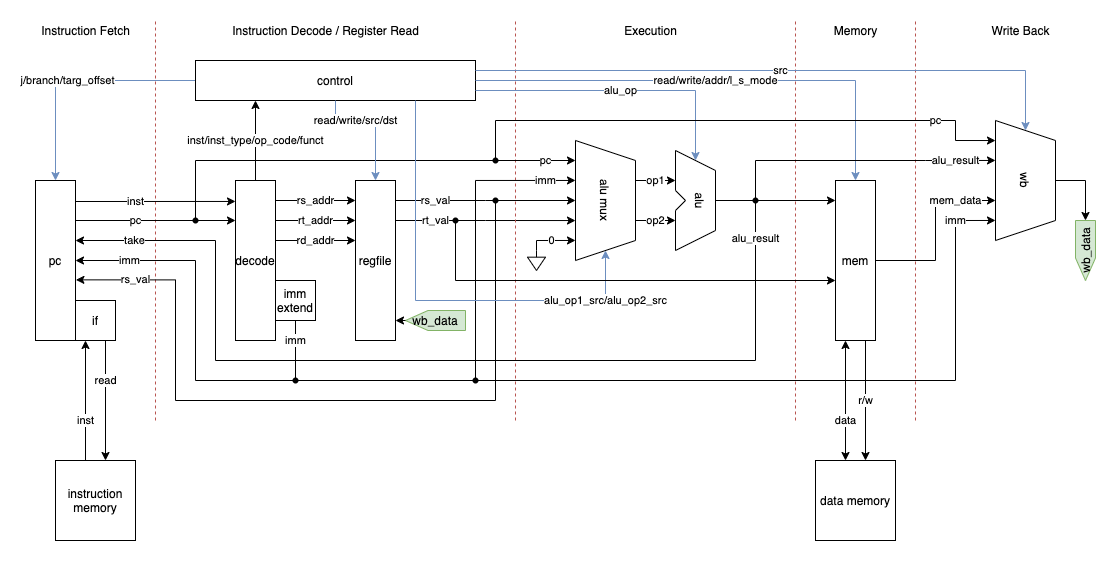 Instruction Fetch
Instruction Decode / Register Read
Execution
Memory
Write Back
src
j/branch/targ_offset
control
read/write/addr/l_s_mode
alu_op
read/write/src/dst
pc
inst/inst_type/op_code/funct
pc
alu_result
imm
inst
rs_addr
rs_val
mem_data
pc
rt_addr
rt_val
imm
take
rd_addr
0
alu mux
op1
op2
alu
alu_result
wb
wb_data
pc
imm
decode
regfile
mem
rs_val
imm
extend
alu_op1_src/alu_op2_src
if
wb_data
imm
read
r/w
inst
data
instruction
memory
data memory